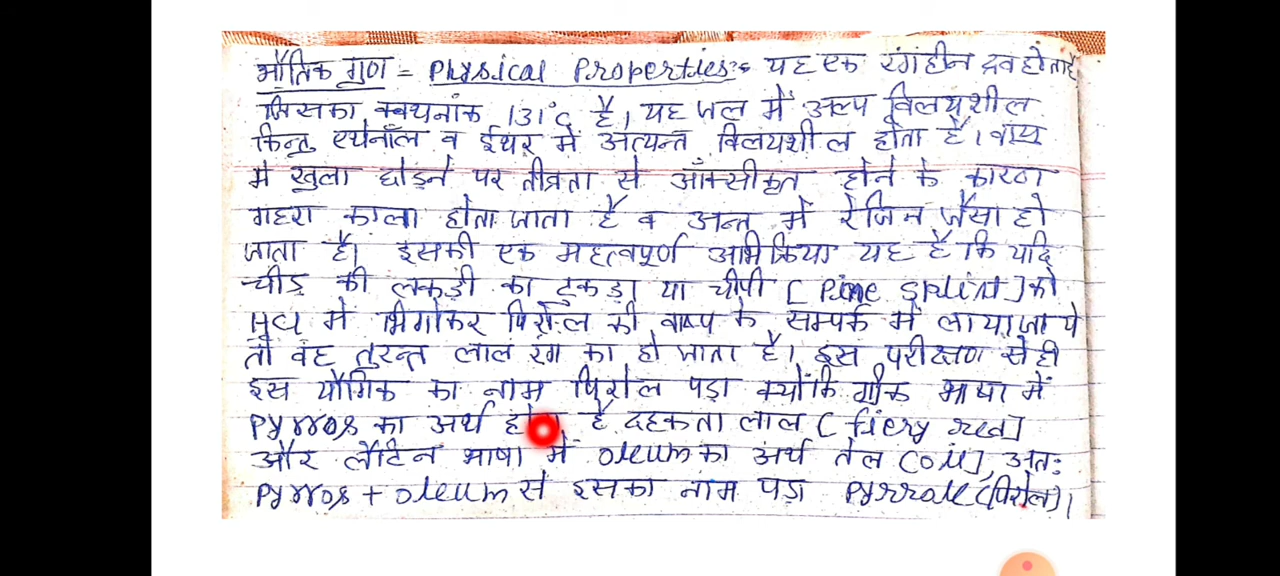 भौतिक गुण = Physical Properties:- यह एक रंगहीन द्रव होता है
जिसका क्वथनांक 131°C है। यह जल में अल्प विलयशील
किन्तु एथेनॉल व ईथर में अत्यन्त विलयशील होता है। वायु
में खुला छोड़ने पर तीव्रता से ऑक्सीकृत होने के कारण
गहरा काला होता जाता है व अन्त में रेजिन जैसा हो
जाता है। इसकी एक महत्वपूर्ण अभिक्रिया यह है कि यदि
चीड़ की लकड़ी का टुकड़ा या चीपी [Pine Splint] को
HCl में भिगोकर पिरोल की वाष्प के सम्पर्क में लाया जाये
तो वह तुरन्त लाल रंग का हो जाता है। इस परीक्षण से ही
इस यौगिक का नाम पिरोल पड़ा क्योंकि ग्रीक भाषा में
Pyrros का अर्थ होता है दहकता लाल [fiery red]
और लैटिन भाषा में oleum का अर्थ तेल [oil], अतः
Pyrros + oleum से इसका नाम पड़ा Pyrrole (पिरोल)।